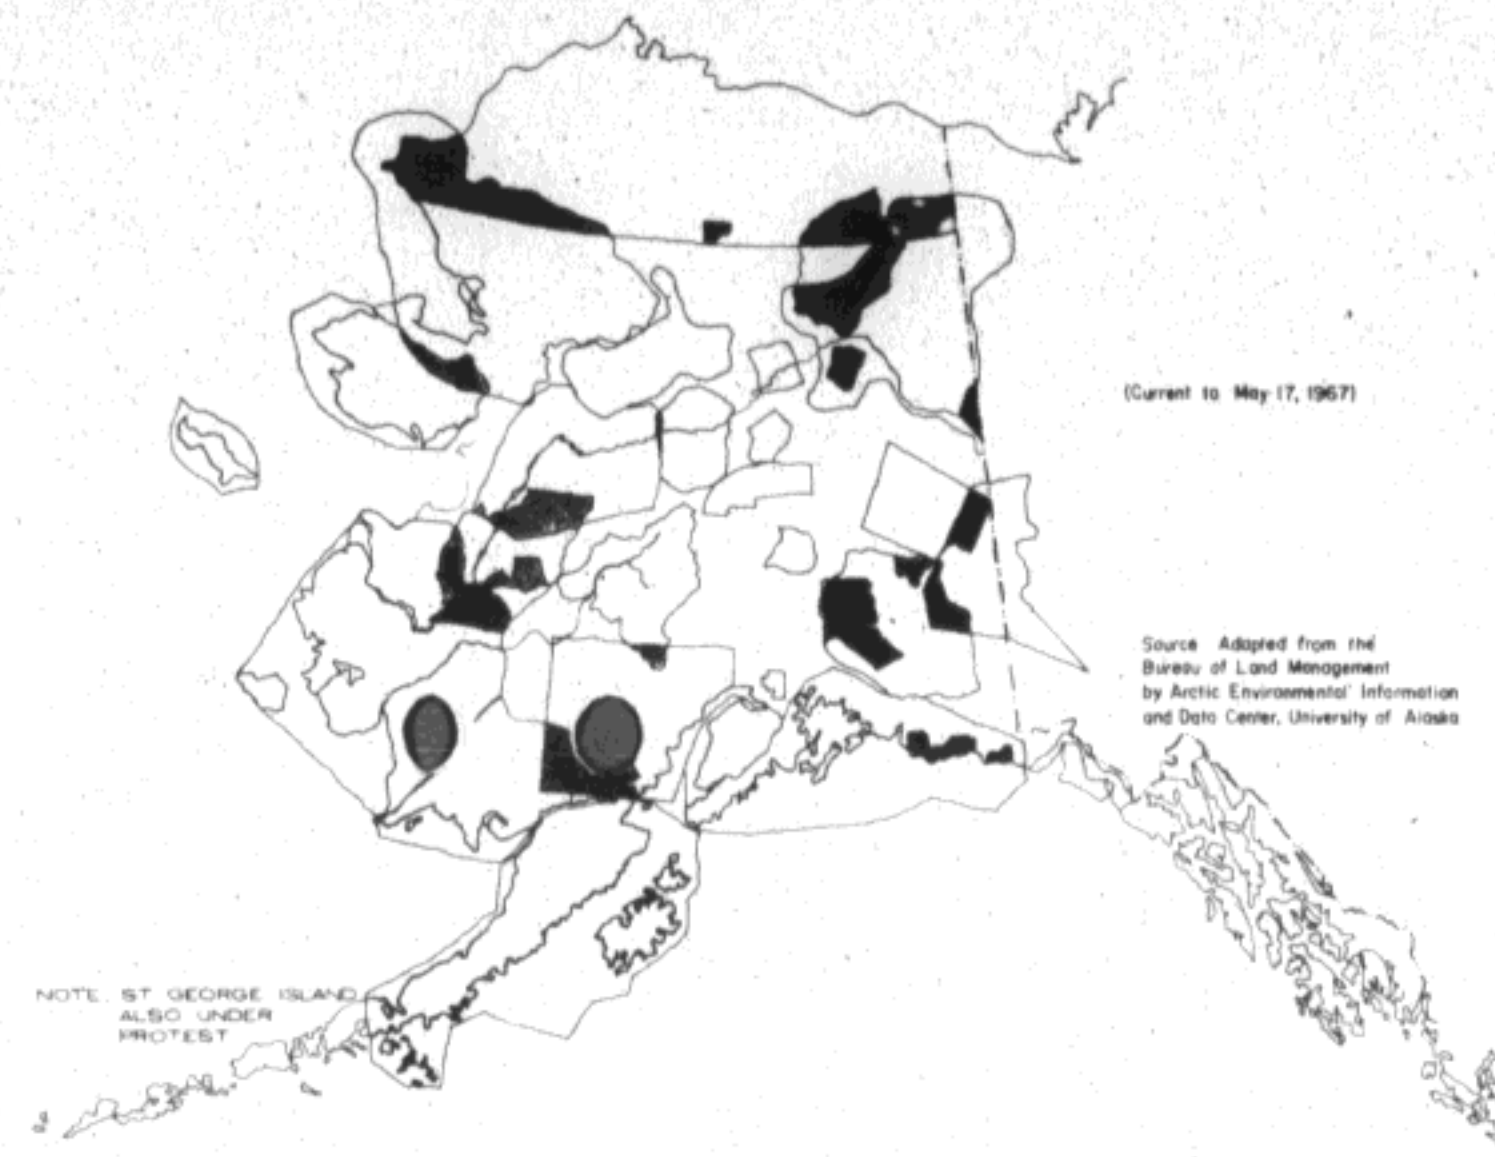 (Current to May 17, 1967)
Source Adapted from the
Bureau of Land Management
by Arctic Environmental Information
and Data Center, University of Alaska
NOTE. ST GEORGE ISLAND
ALSO UNDER
PROTEST